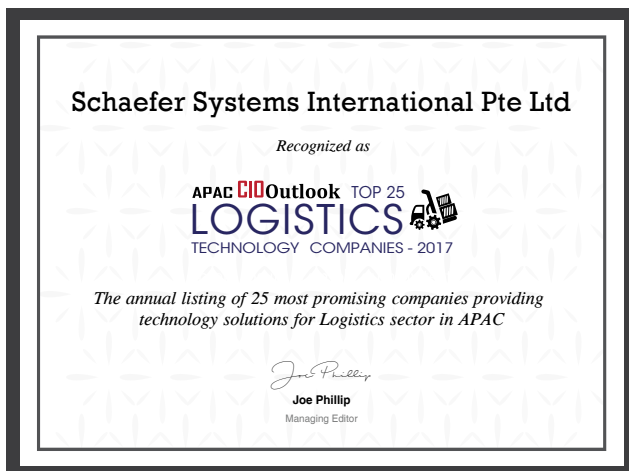 Schaefer Systems International Pte Ltd
Recognized as
APAC CIOOutlook TOP 25
LOGISTICS
TECHNOLOGY COMPANIES - 2017
The annual listing of 25 most promising companies providing
technology solutions for Logistics sector in APAC
Joe Phillip
Joe Phillip
Managing Editor